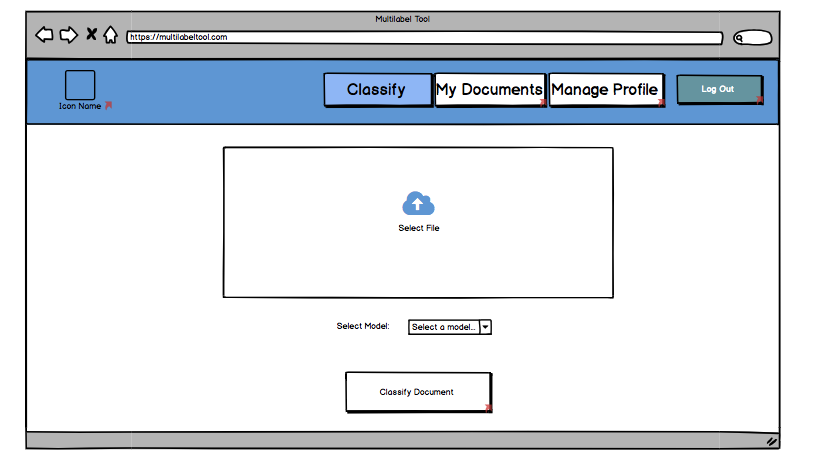 Multilabel Tool
https://multilabeltool.com
Icon Name
Classify
My Documents
Manage Profile
Log Out
Select File
Select Model:
Select a model...
Classify Document